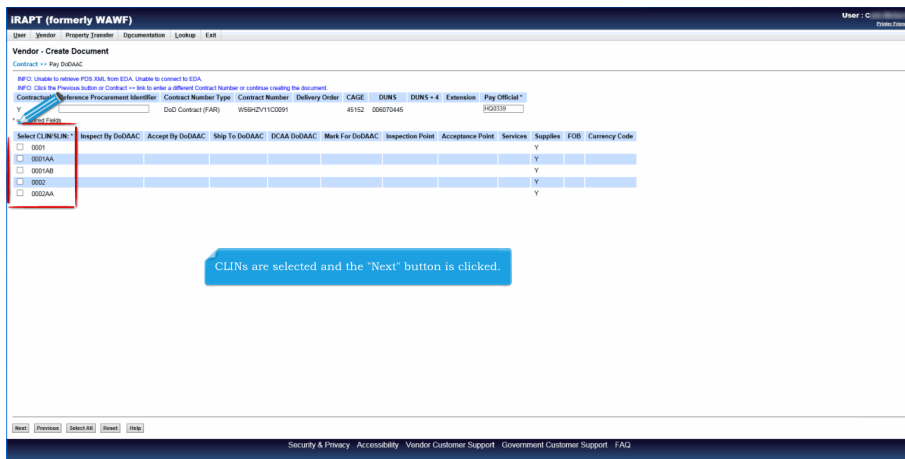 iRAPT (formerly WAWF)
User : C
Printer Frien
User Vendor Property Transfer Documentation Lookup Exit
Vendor - Create Document
Contract >> Pay DoDAAC
INFO: Unable to retrieve PDS XML from EDA. Unable to connect to EDA.
INFO: Click the Previous button or Contract >> link to enter a different Contract Number or continue creating the document.
Contractual Reference Procurement Identifier Contract Number Type Contract Number Delivery Order CAGE DUNS DUNS + 4 Extension Pay Official *
Y DoD Contract (FAR) W56HZV11C0091 45152 006070445 HQ0339
Fields
Select CLIN/SLIN: * Inspect By DoDAAC Accept By DoDAAC Ship To DoDAAC DCAA DoDAAC Mark For DoDAAC Inspection Point Acceptance Point Services Supplies FOB Currency Code
0001 Y
0001AA Y
0001AB Y
0002 Y
0002AA Y
CLINs are selected and the "Next" button is clicked.
Next Previous Select All Reset Help
Security & Privacy Accessibility Vendor Customer Support Government Customer Support FAQ